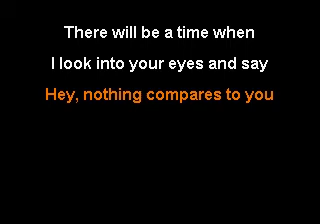 There will be a time when
I look into your eyes and say
Hey, nothing compares to you